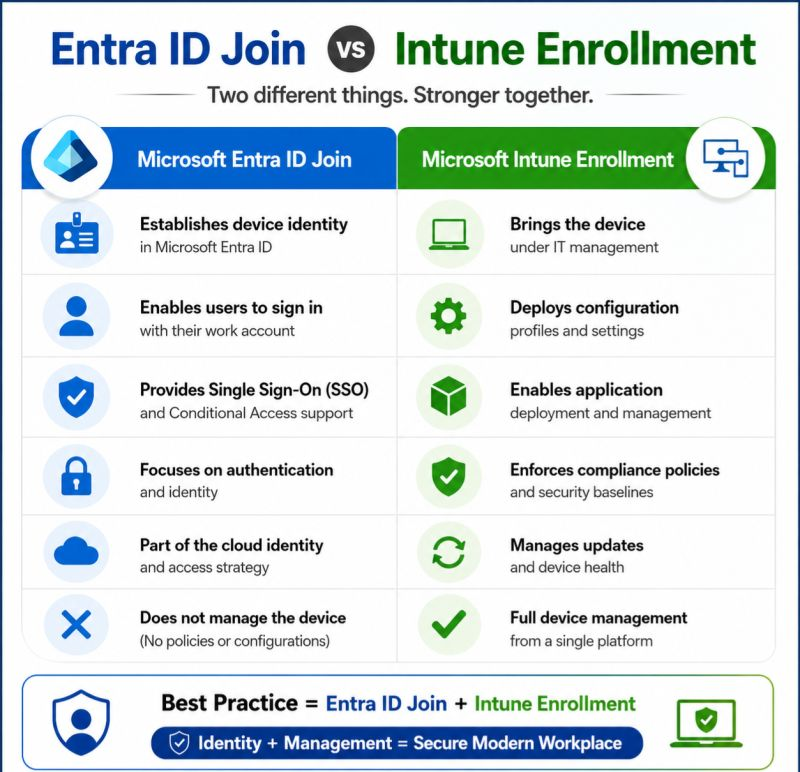 Entra ID Join VS Intune Enrollment
Two different things. Stronger together.
Microsoft Entra ID Join
Microsoft Intune Enrollment
Establishes device identity
in Microsoft Entra ID
Brings the device
under IT management
Enables users to sign in
with their work account
Deploys configuration
profiles and settings
Provides Single Sign-On (SSO)
and Conditional Access support
Enables application
deployment and management
Focuses on authentication
and identity
Enforces compliance policies
and security baselines
Part of the cloud identity
and access strategy
Manages updates
and device health
Does not manage the device
(No policies or configurations)
Full device management
from a single platform
Best Practice = Entra ID Join + Intune Enrollment
Identity + Management = Secure Modern Workplace